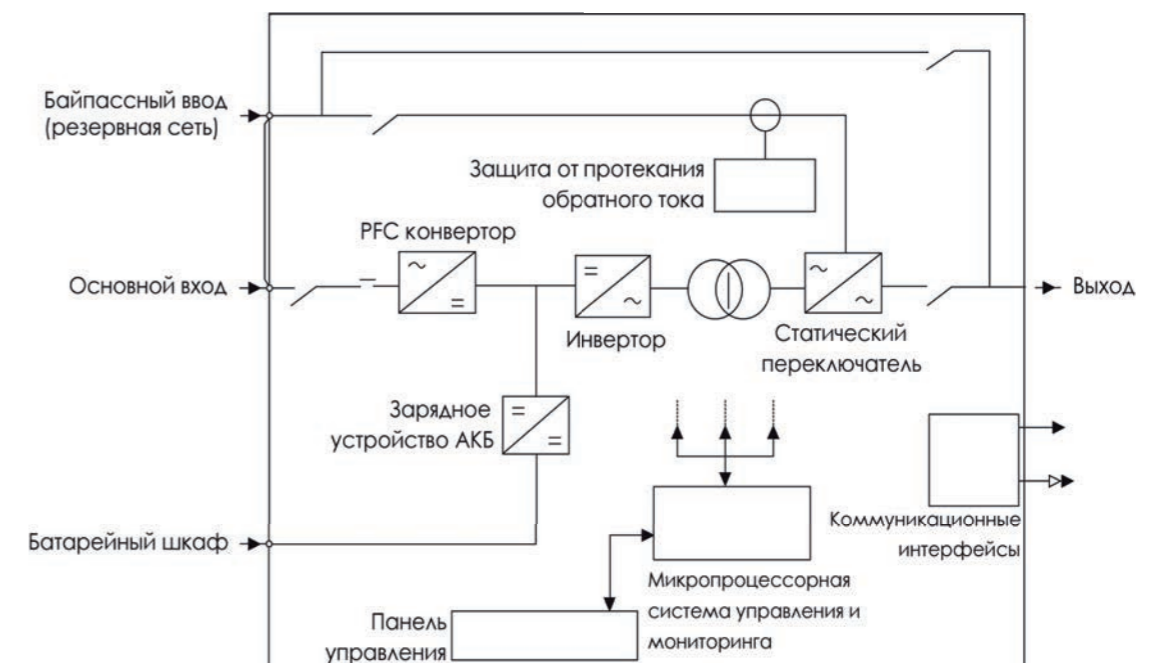 Байпассный ввод
(резервная сеть)
Защита от протекания
обратного тока
PFC конвертор
Основной вход
Выход
Инвертор
Статический
переключатель
Зарядное
устройство АКБ
Батарейный шкаф
Коммуникационные
интерфейсы
Микропроцессорная
система управления и
мониторинга
Панель
управления